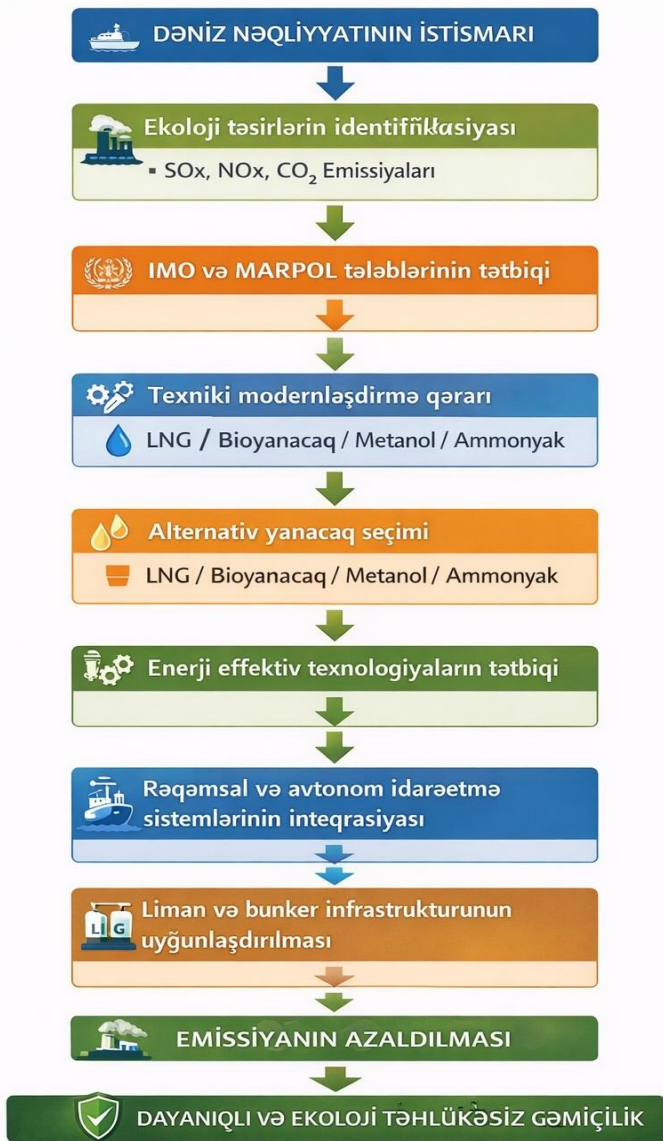 DƏNİZ NƏQLİYYATININ İSTİSMARI
Ekoloji təsirlərin
▪ SOx, NOx, CO₂ Emissiyaları
IMO və MARPOL tələblərinin tətbiqi
Texniki modernləşdirmə qərarı
LNG / Bioyanacaq / Metanol / Ammonyak
Alternativ yanacaq seçimi
LNG / Bioyanacaq / Metanol / Ammonyak
Enerji effektiv texnologiyaların tətbiqi
Rəqəmsal və avtonom idarəetmə
sistemlərinin inteqrasiyası
Liman və bunker infrastrukturunun
uyğunlaşdırılması
EMİSSİYANIN AZALDILMASI
DAYANIQLI VƏ EKOLOJİ TƏHLÜKƏSİZ GƏMİÇİLİK